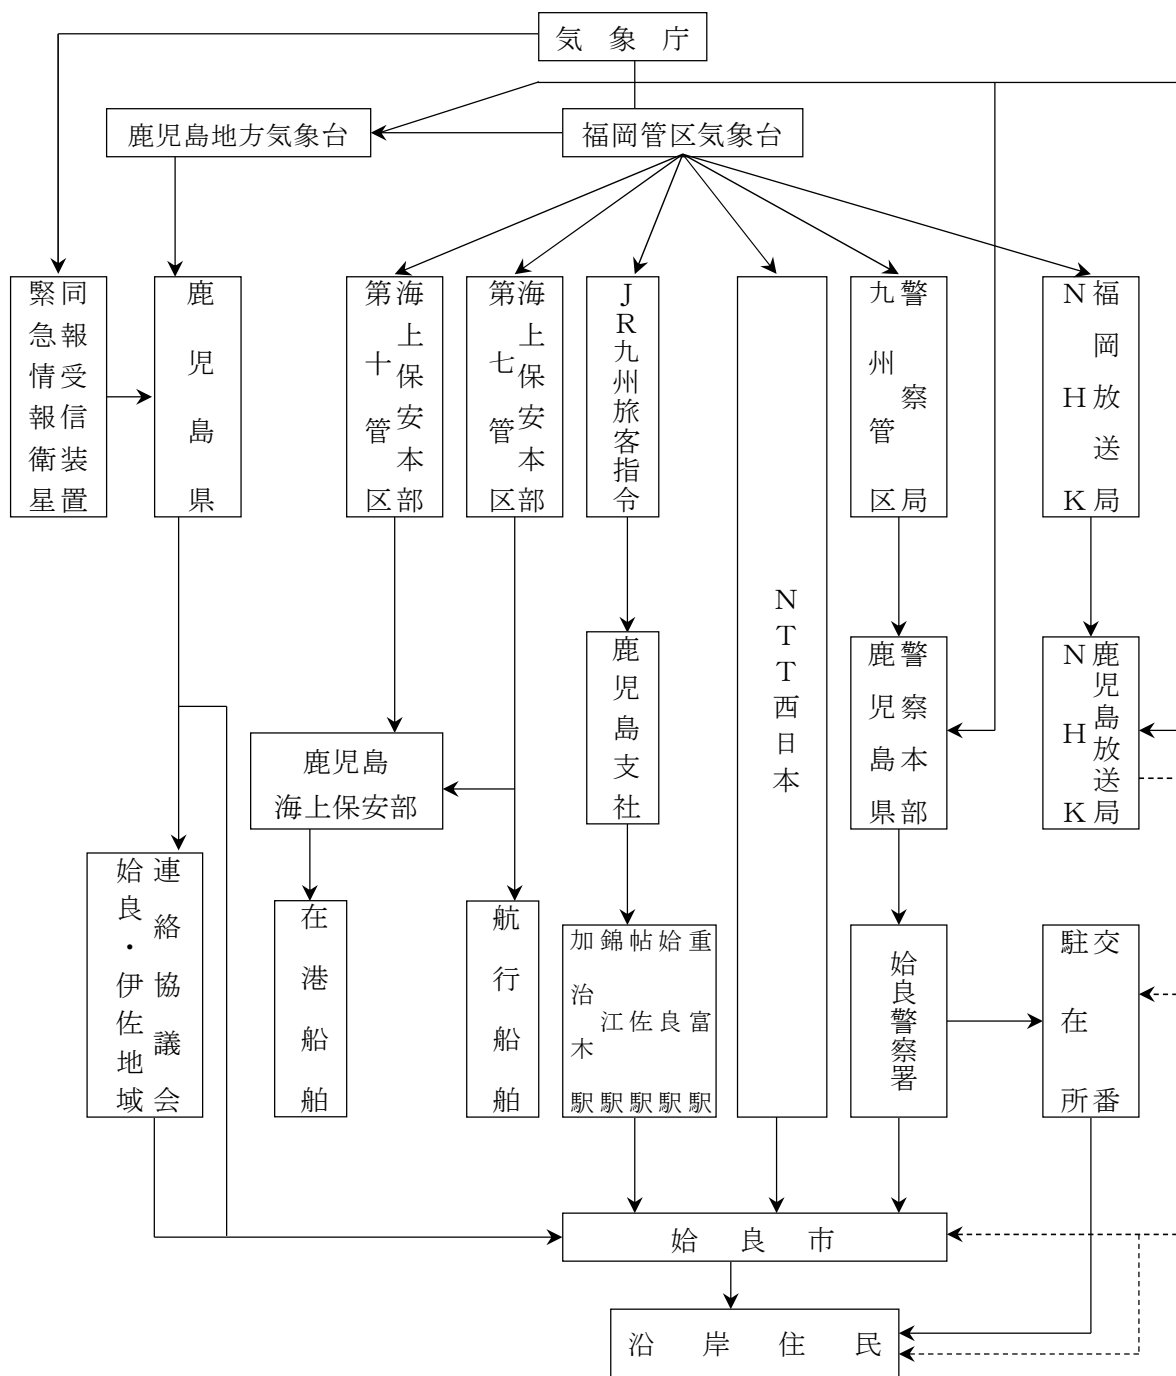 気象庁
鹿児島地方気象台
福岡管区気象台
緊急情報衛星
同報受信装置
鹿児島県
第十管区
海上保安本部
第七管区
海上保安本部
JR九州旅客指令
NTT西日本
九州管区
警察局
NHK
福岡放送局
鹿児島支社
鹿児島県
警察本部
NHK
鹿児島放送局
鹿児島
海上保安部
姶良・伊佐地域
連絡協議会
在港船舶
航行船舶
加治木駅
錦江駅
帖佐駅
姶良駅
重富駅
姶良警察署
駐在所
交番
姶良市
沿岸住民